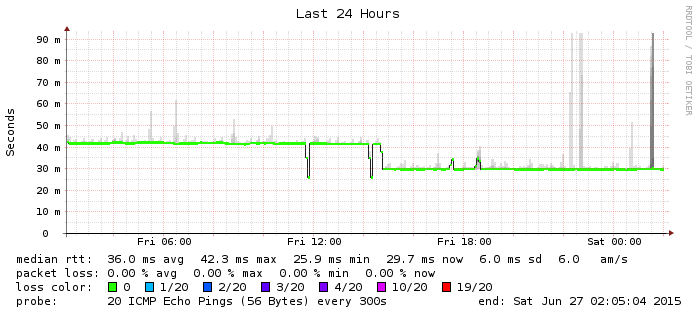 Last 24 Hours
RRDTOOL / TOBI OETIKER
Seconds
90 m
80 m
70 m
60 m
50 m
40 m
30 m
20 m
10 m
0
Fri 06:00 Fri 12:00 Fri 18:00 Sat 00:00
median rtt: 36.0 ms avg 42.3 ms max 25.9 ms min 29.7 ms now 6.0 ms sd 6.0 am/s
packet loss: 0.00 % avg 0.00 % max 0.00 % min 0.00 % now
loss color: 0 1/20 2/20 3/20 4/20 10/20 19/20
probe: 20 ICMP Echo Pings (56 Bytes) every 300s end: Sat Jun 27 02:05:04 2015